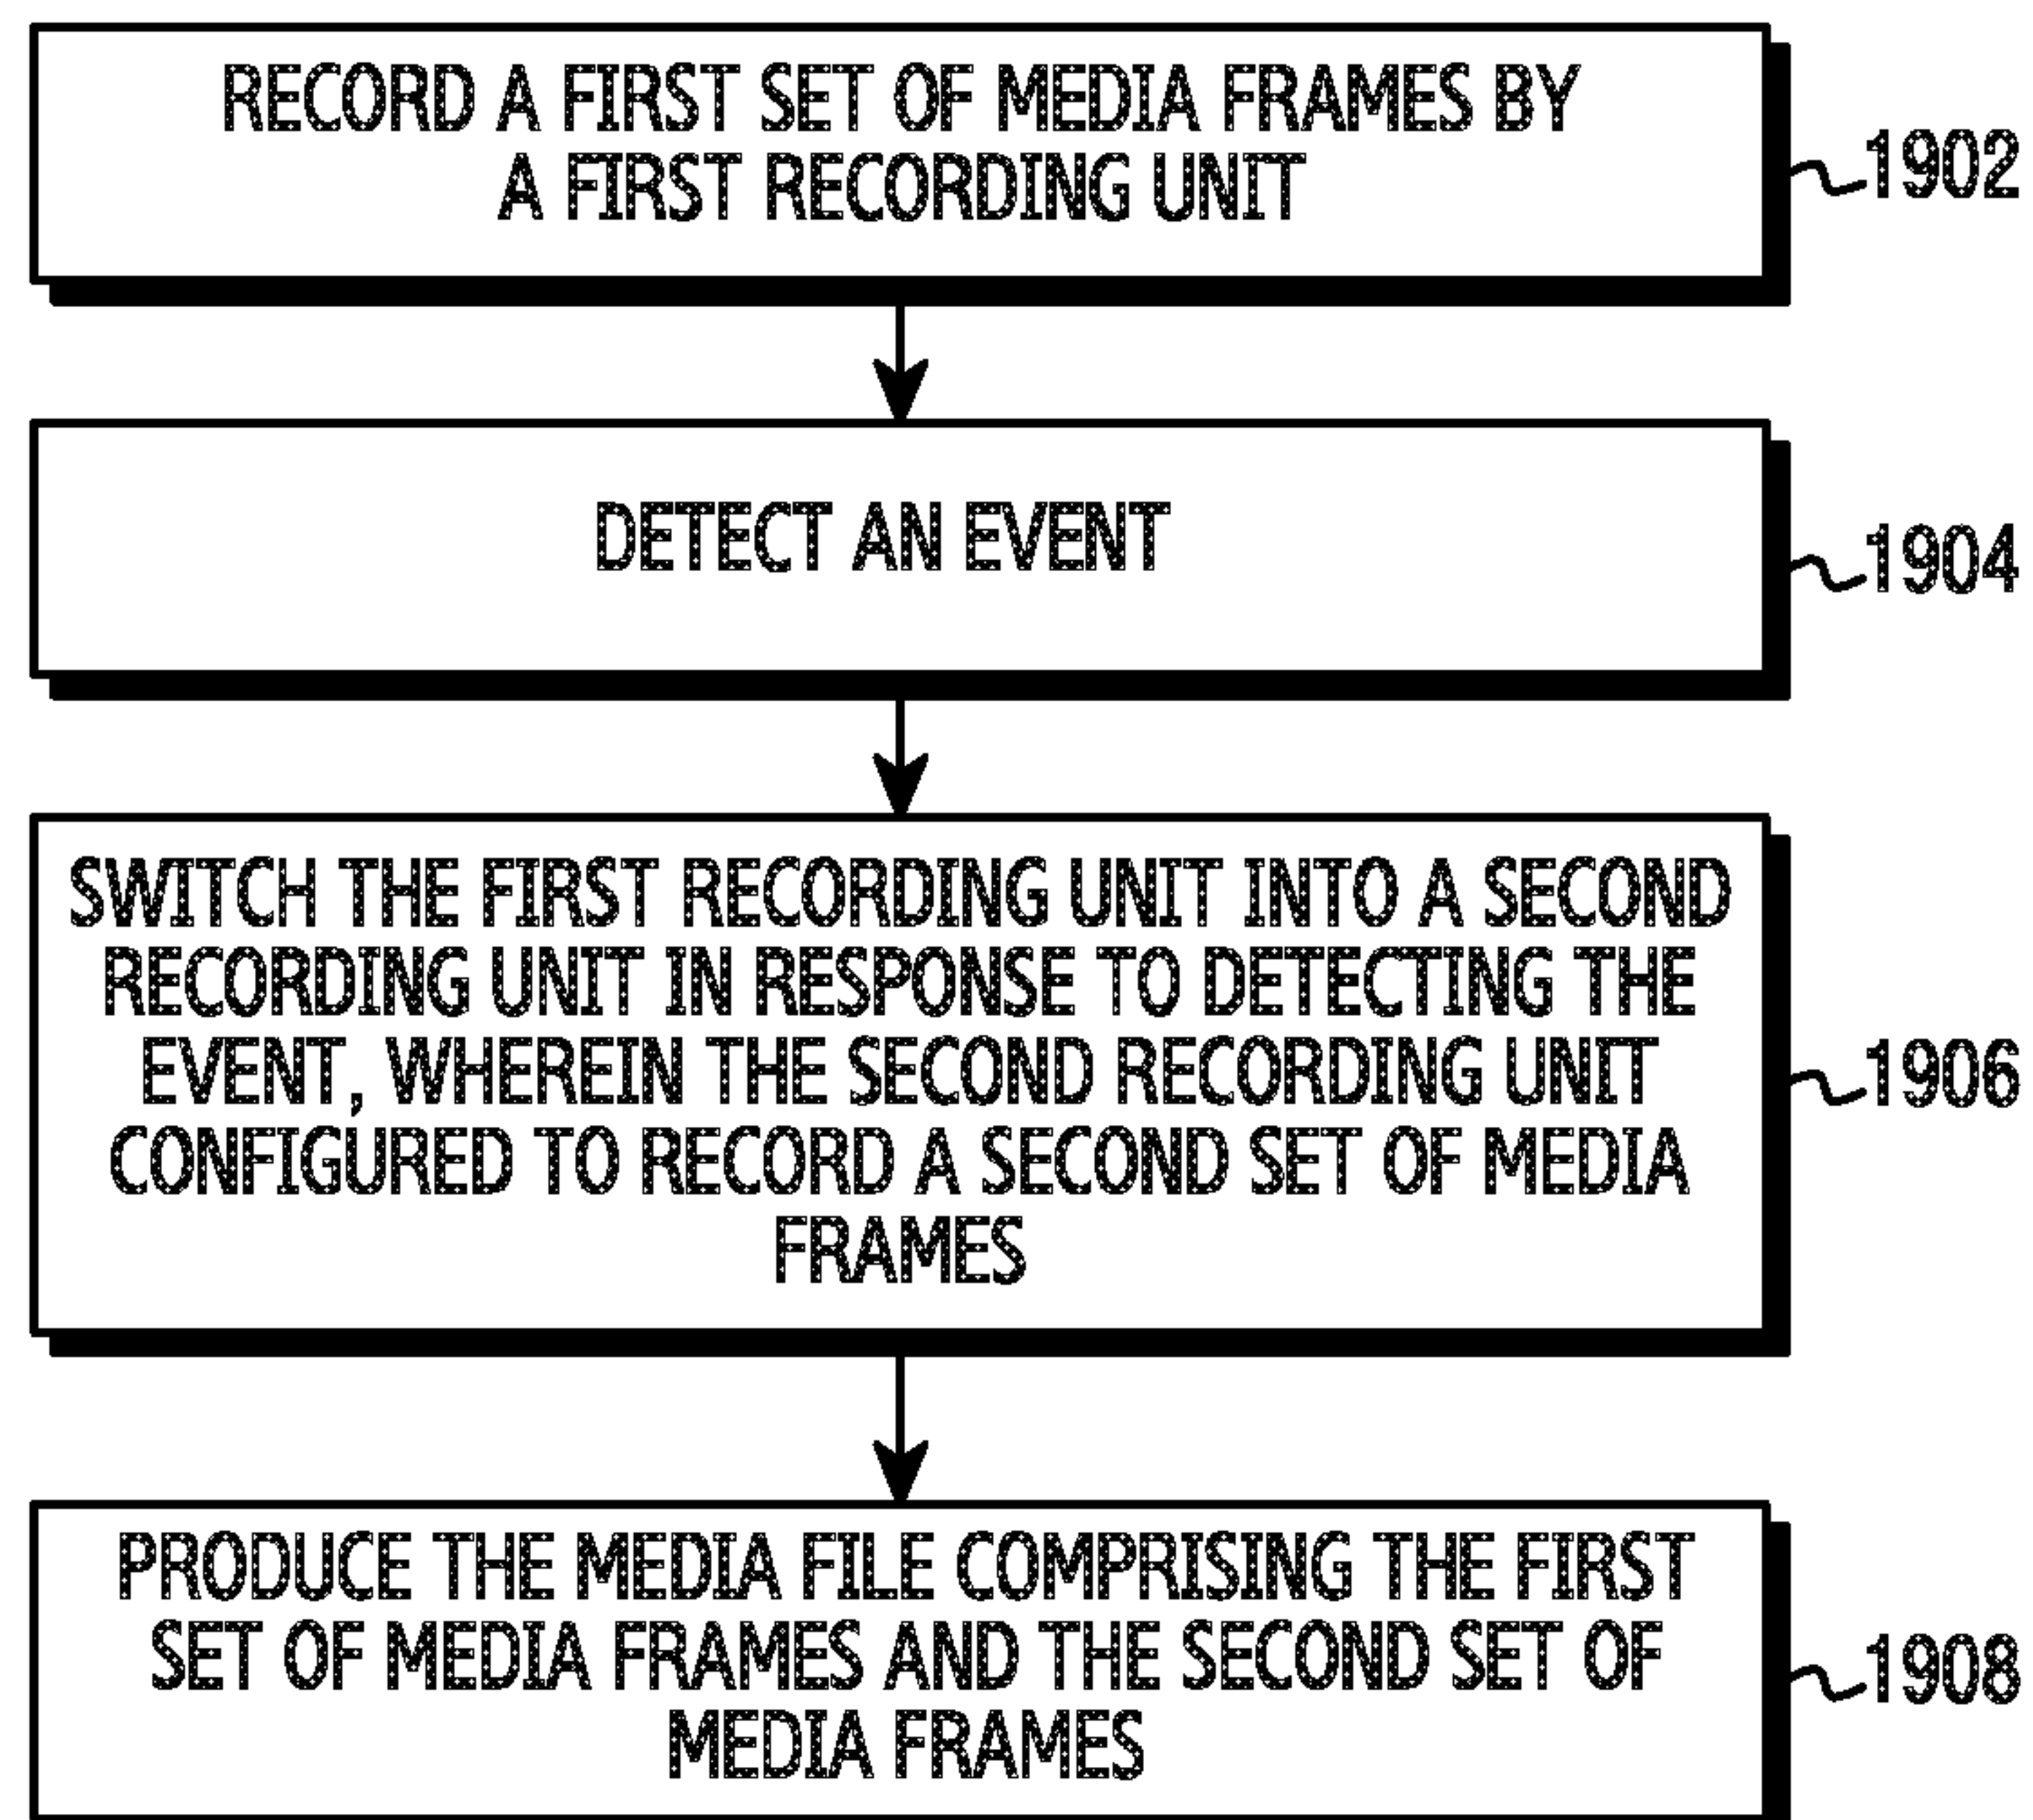 RECORD A FIRST SET OF MEDIA FRAMES BY
A FIRST RECORDING UNIT
1902
DETECT AN EVENT
1904
SWITCH THE FIRST RECORDING UNIT INTO A SECOND
RECORDING UNIT IN RESPONSE TO DETECTING THE
EVENT, WHEREIN THE SECOND RECORDING UNIT
CONFIGURED TO RECORD A SECOND SET OF MEDIA
FRAMES
1906
PRODUCE THE MEDIA FILE COMPRISING THE FIRST
SET OF MEDIA FRAMES AND THE SECOND SET OF
MEDIA FRAMES
1908